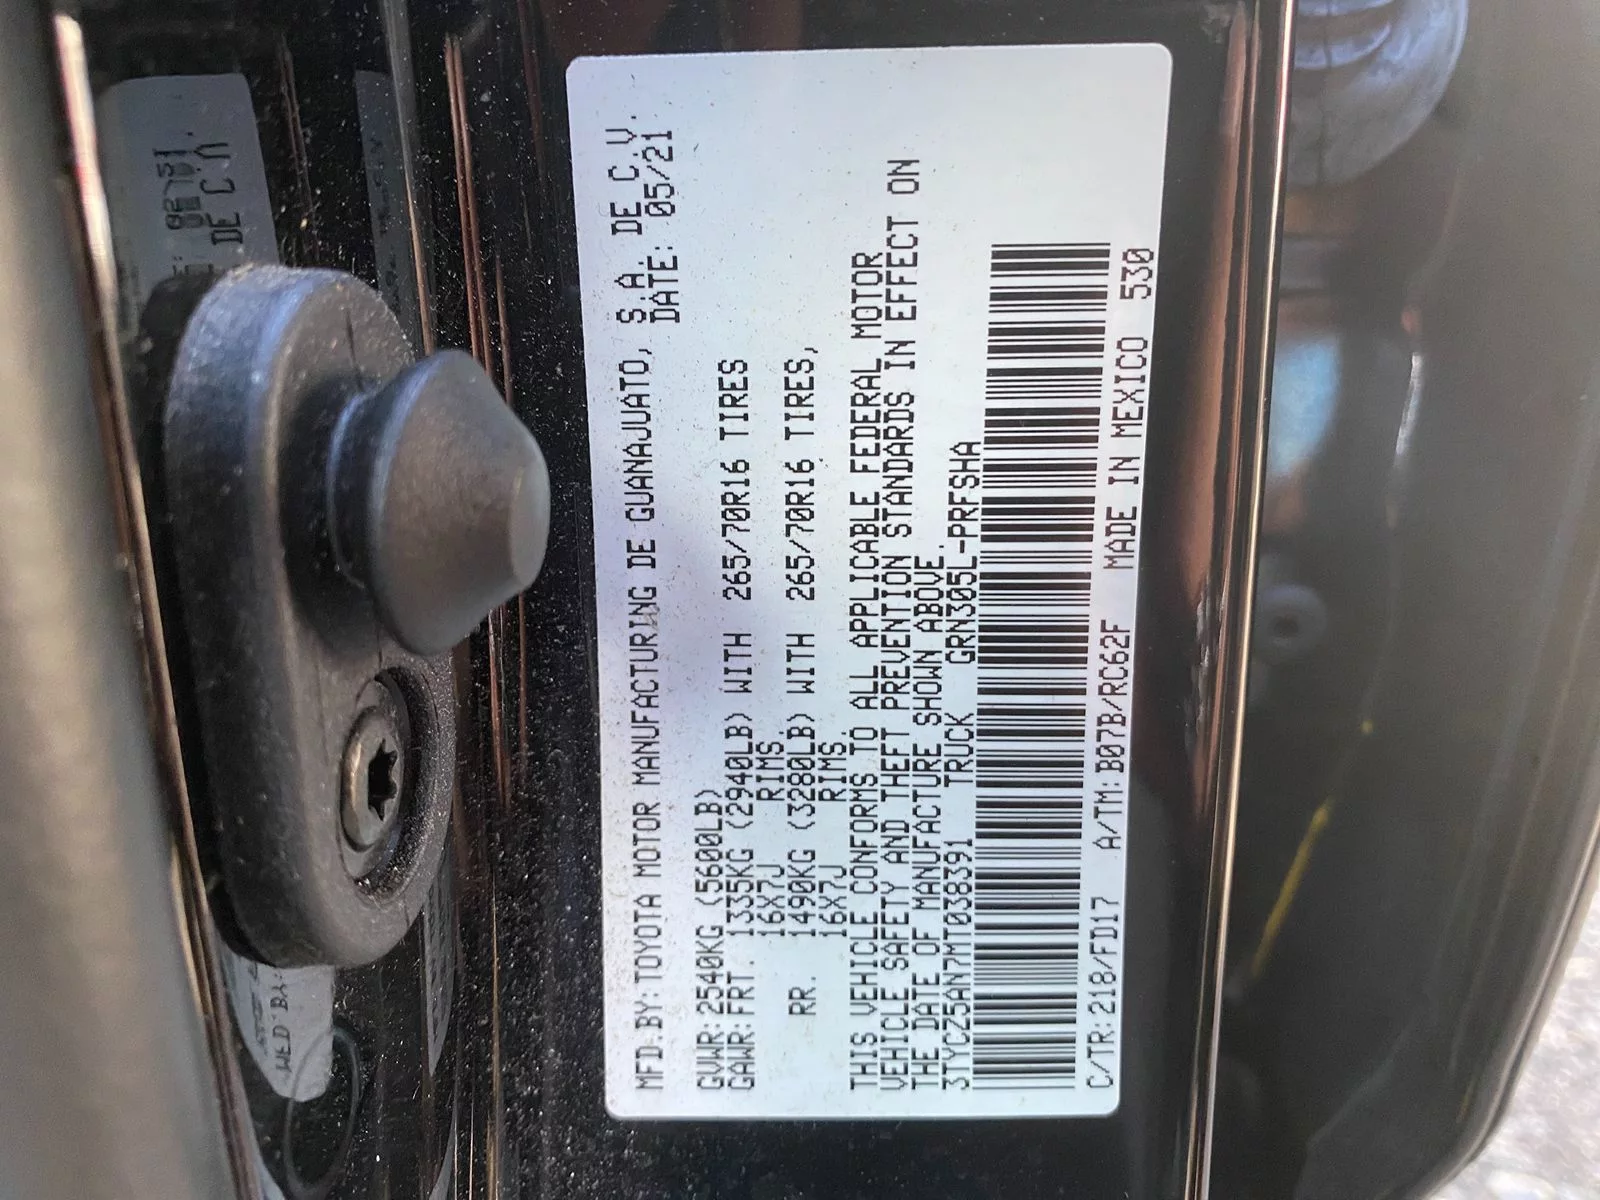 MFD.BY:TOYOTA MOTOR MANUFACTURING DE GUANAJUATO, S.A. DE C.V.
DATE: 05/21
GVWR:2540KG (5600LB)
GAWR:FRT. 1335KG (2940LB) WITH 265/70R16 TIRES
16X7J RIMS.
RR. 1490KG (3280LB) WITH 265/70R16 TIRES,
16X7J RIMS.
THIS VEHICLE CONFORMS TO ALL APPLICABLE FEDERAL MOTOR
VEHICLE SAFETY AND THEFT PREVENTION STANDARDS IN EFFECT ON
THE DATE OF MANUFACTURE SHOWN ABOVE.
3TYCZ5AN7MT038391 TRUCK GRN305L-PRFSHA
C/TR:218/FD17 A/TM:B07B/RC62F MADE IN MEXICO 530